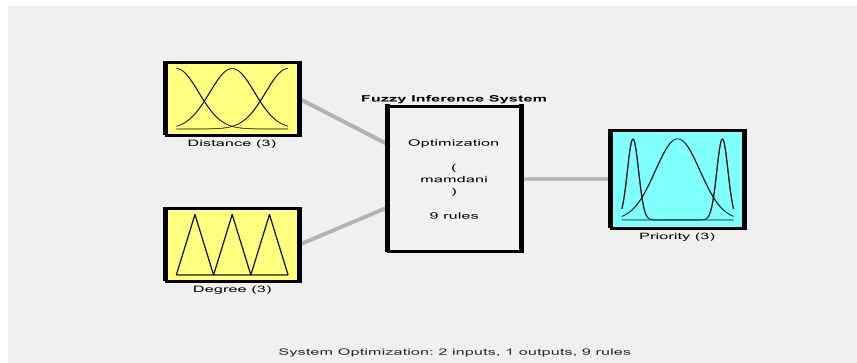 Fuzzy Inference System
Distance (3)
Optimization
(
mamdani
)
9 rules
Degree (3)
Priority (3)
System Optimization: 2 inputs, 1 outputs, 9 rules